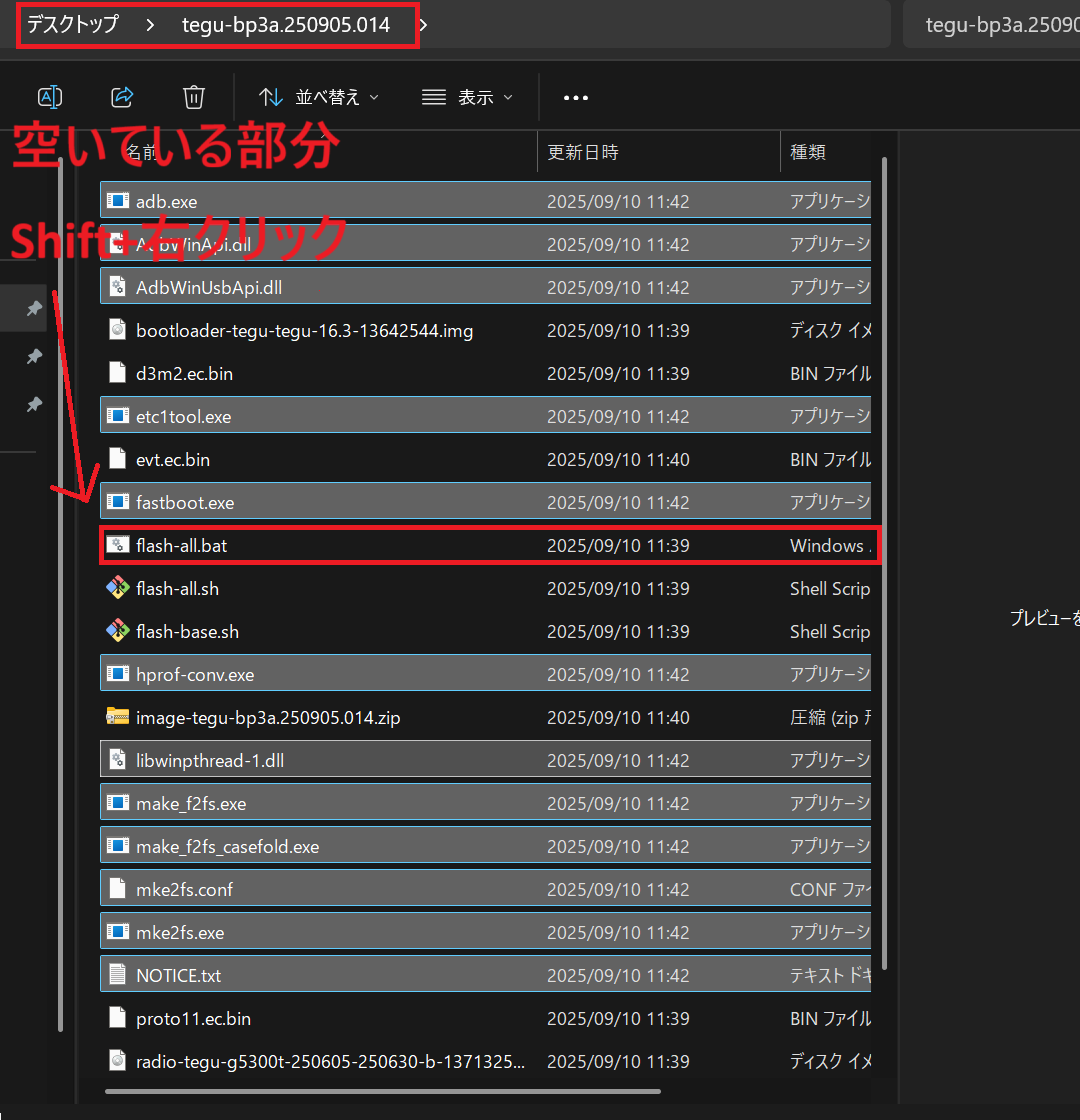 デスクトップ > tegu-bp3a.250905.014 >
tegu-bp3a.2509
並べ替え 表示
空いている部分
名前 更新日時 種類
adb.exe 2025/09/10 11:42 アプリケーシ
Shift+右クリック
AdbWinApi.dll 2025/09/10 11:42 アプリケーシ
AdbWinUsbApi.dll 2025/09/10 11:42 アプリケーシ
bootloader-tegu-tegu-16.3-13642544.img 2025/09/10 11:39 ディスク イメ
d3m2.ec.bin 2025/09/10 11:39 BIN ファイル
etc1tool.exe 2025/09/10 11:42 アプリケーシ
evt.ec.bin 2025/09/10 11:40 BIN ファイル
fastboot.exe 2025/09/10 11:42 アプリケーシ
flash-all.bat 2025/09/10 11:39 Windows
flash-all.sh 2025/09/10 11:39 Shell Scrip
flash-base.sh 2025/09/10 11:39 Shell Scrip
プレビューを
hprof-conv.exe 2025/09/10 11:42 アプリケーシ
image-tegu-bp3a.250905.014.zip 2025/09/10 11:40 圧縮 (zip
libwinpthread-1.dll 2025/09/10 11:42 アプリケーシ
make_f2fs.exe 2025/09/10 11:42 アプリケーシ
make_f2fs_casefold.exe 2025/09/10 11:42 アプリケーシ
mke2fs.conf 2025/09/10 11:42 CONF ファイ
mke2fs.exe 2025/09/10 11:42 アプリケーシ
NOTICE.txt 2025/09/10 11:42 テキスト ドキ
proto11.ec.bin 2025/09/10 11:39 BIN ファイル
radio-tegu-g5300t-250605-250630-b-1371325... 2025/09/10 11:39 ディスク イメ